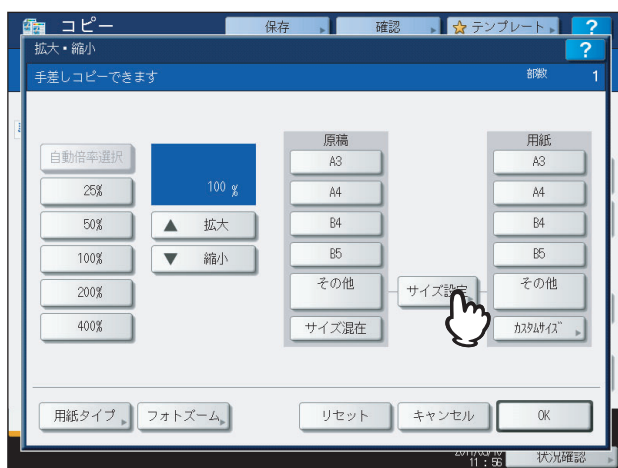 コピー
保存
確認
テンプレート
?
拡大・縮小
?
手差しコピーできます
部数 1
原稿
用紙
自動倍率選択
100 %
A3
A3
25%
A4
A4
50%
▲ 拡大
B4
B4
100%
▼ 縮小
B5
B5
200%
その他
サイズ設定
その他
400%
サイズ混在
カスタムサイズ
用紙タイプ
フォトズーム
リセット
キャンセル
OK
11:56
状況確認